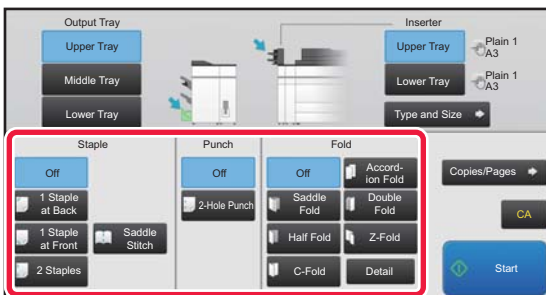 Output Tray
Inserter
Upper Tray
Upper Tray
Plain 1
A3
Middle Tray
Lower Tray
Plain 1
A3
Lower Tray
Type and Size
Staple
Punch
Fold
Off
Off
Off
Accord-
ion Fold
Copies/Pages
1 Staple
at Back
2-Hole Punch
Saddle
Fold
Double
Fold
CA
1 Staple
at Front
Saddle
Stitch
Half Fold
Z-Fold
2 Staples
C-Fold
Detail
Start